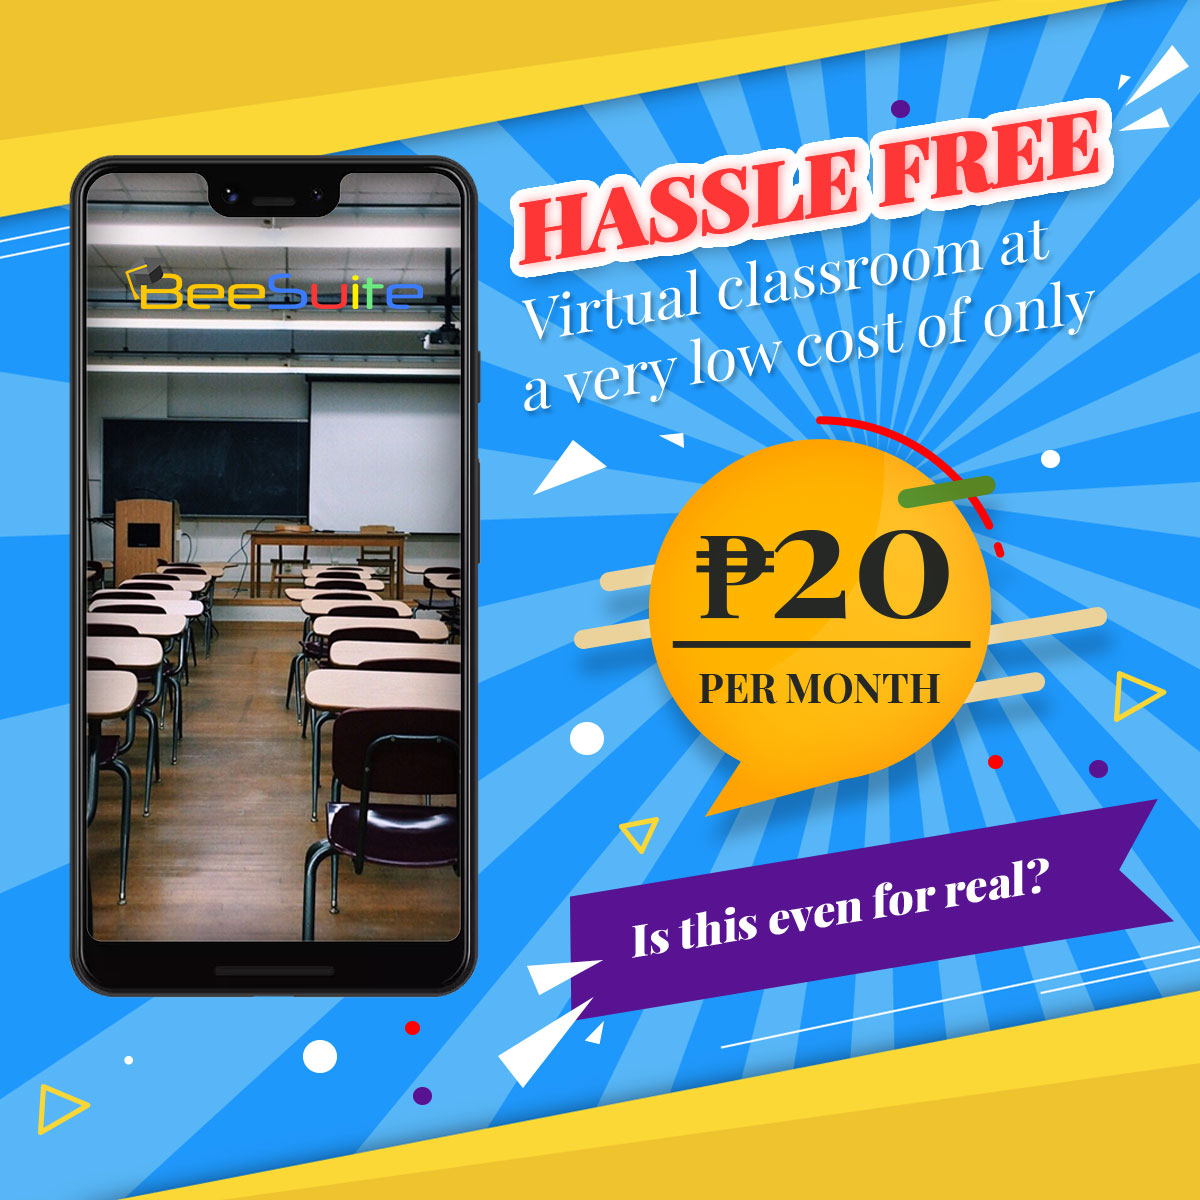 BeeSuite
HASSLE FREE
Virtual classroom at
a very low cost of only
₱20
PER MONTH
Is this even for real?